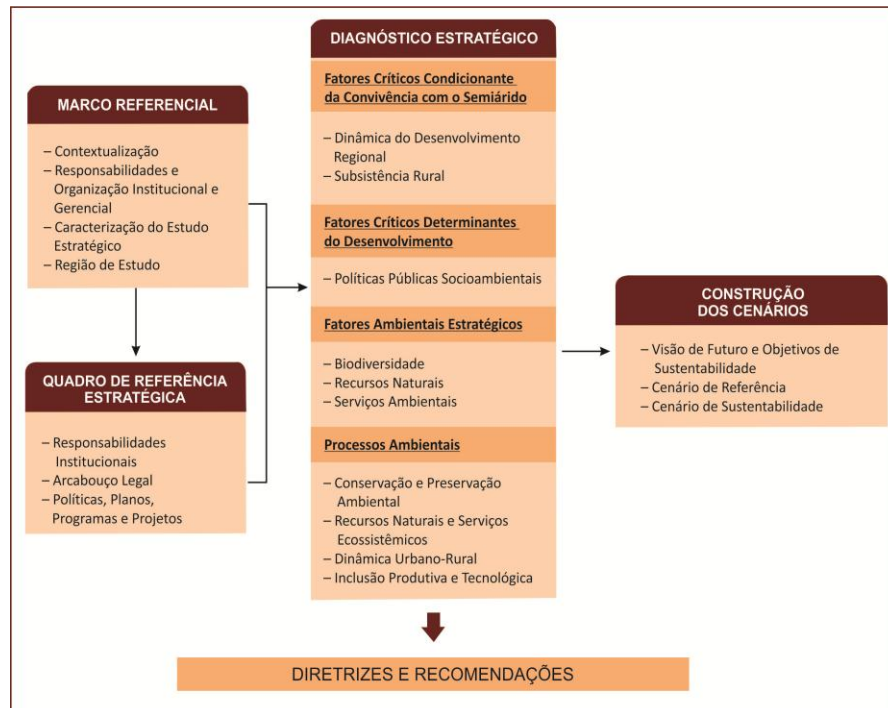 MARCO REFERENCIAL
– Contextualização
– Responsabilidades e
Organização Institucional e
Gerencial
– Caracterização do Estudo
Estratégico
– Região de Estudo
QUADRO DE REFERÊNCIA
ESTRATÉGICA
– Responsabilidades
Institucionais
– Arcabouço Legal
– Políticas, Planos,
Programas e Projetos
DIAGNÓSTICO ESTRATÉGICO
Fatores Críticos Condicionante
da Convivência com o Semiárido
– Dinâmica do Desenvolvimento
Regional
– Subsistência Rural
Fatores Críticos Determinantes
do Desenvolvimento
– Políticas Públicas Socioambientais
Fatores Ambientais Estratégicos
– Biodiversidade
– Recursos Naturais
– Serviços Ambientais
Processos Ambientais
– Conservação e Preservação
Ambiental
– Recursos Naturais e Serviços
Ecossistêmicos
– Dinâmica Urbano-Rural
– Inclusão Produtiva e Tecnológica
CONSTRUÇÃO
DOS CENÁRIOS
– Visão de Futuro e Objetivos de
Sustentabilidade
– Cenário de Referência
– Cenário de Sustentabilidade
DIRETRIZES E RECOMENDAÇÕES